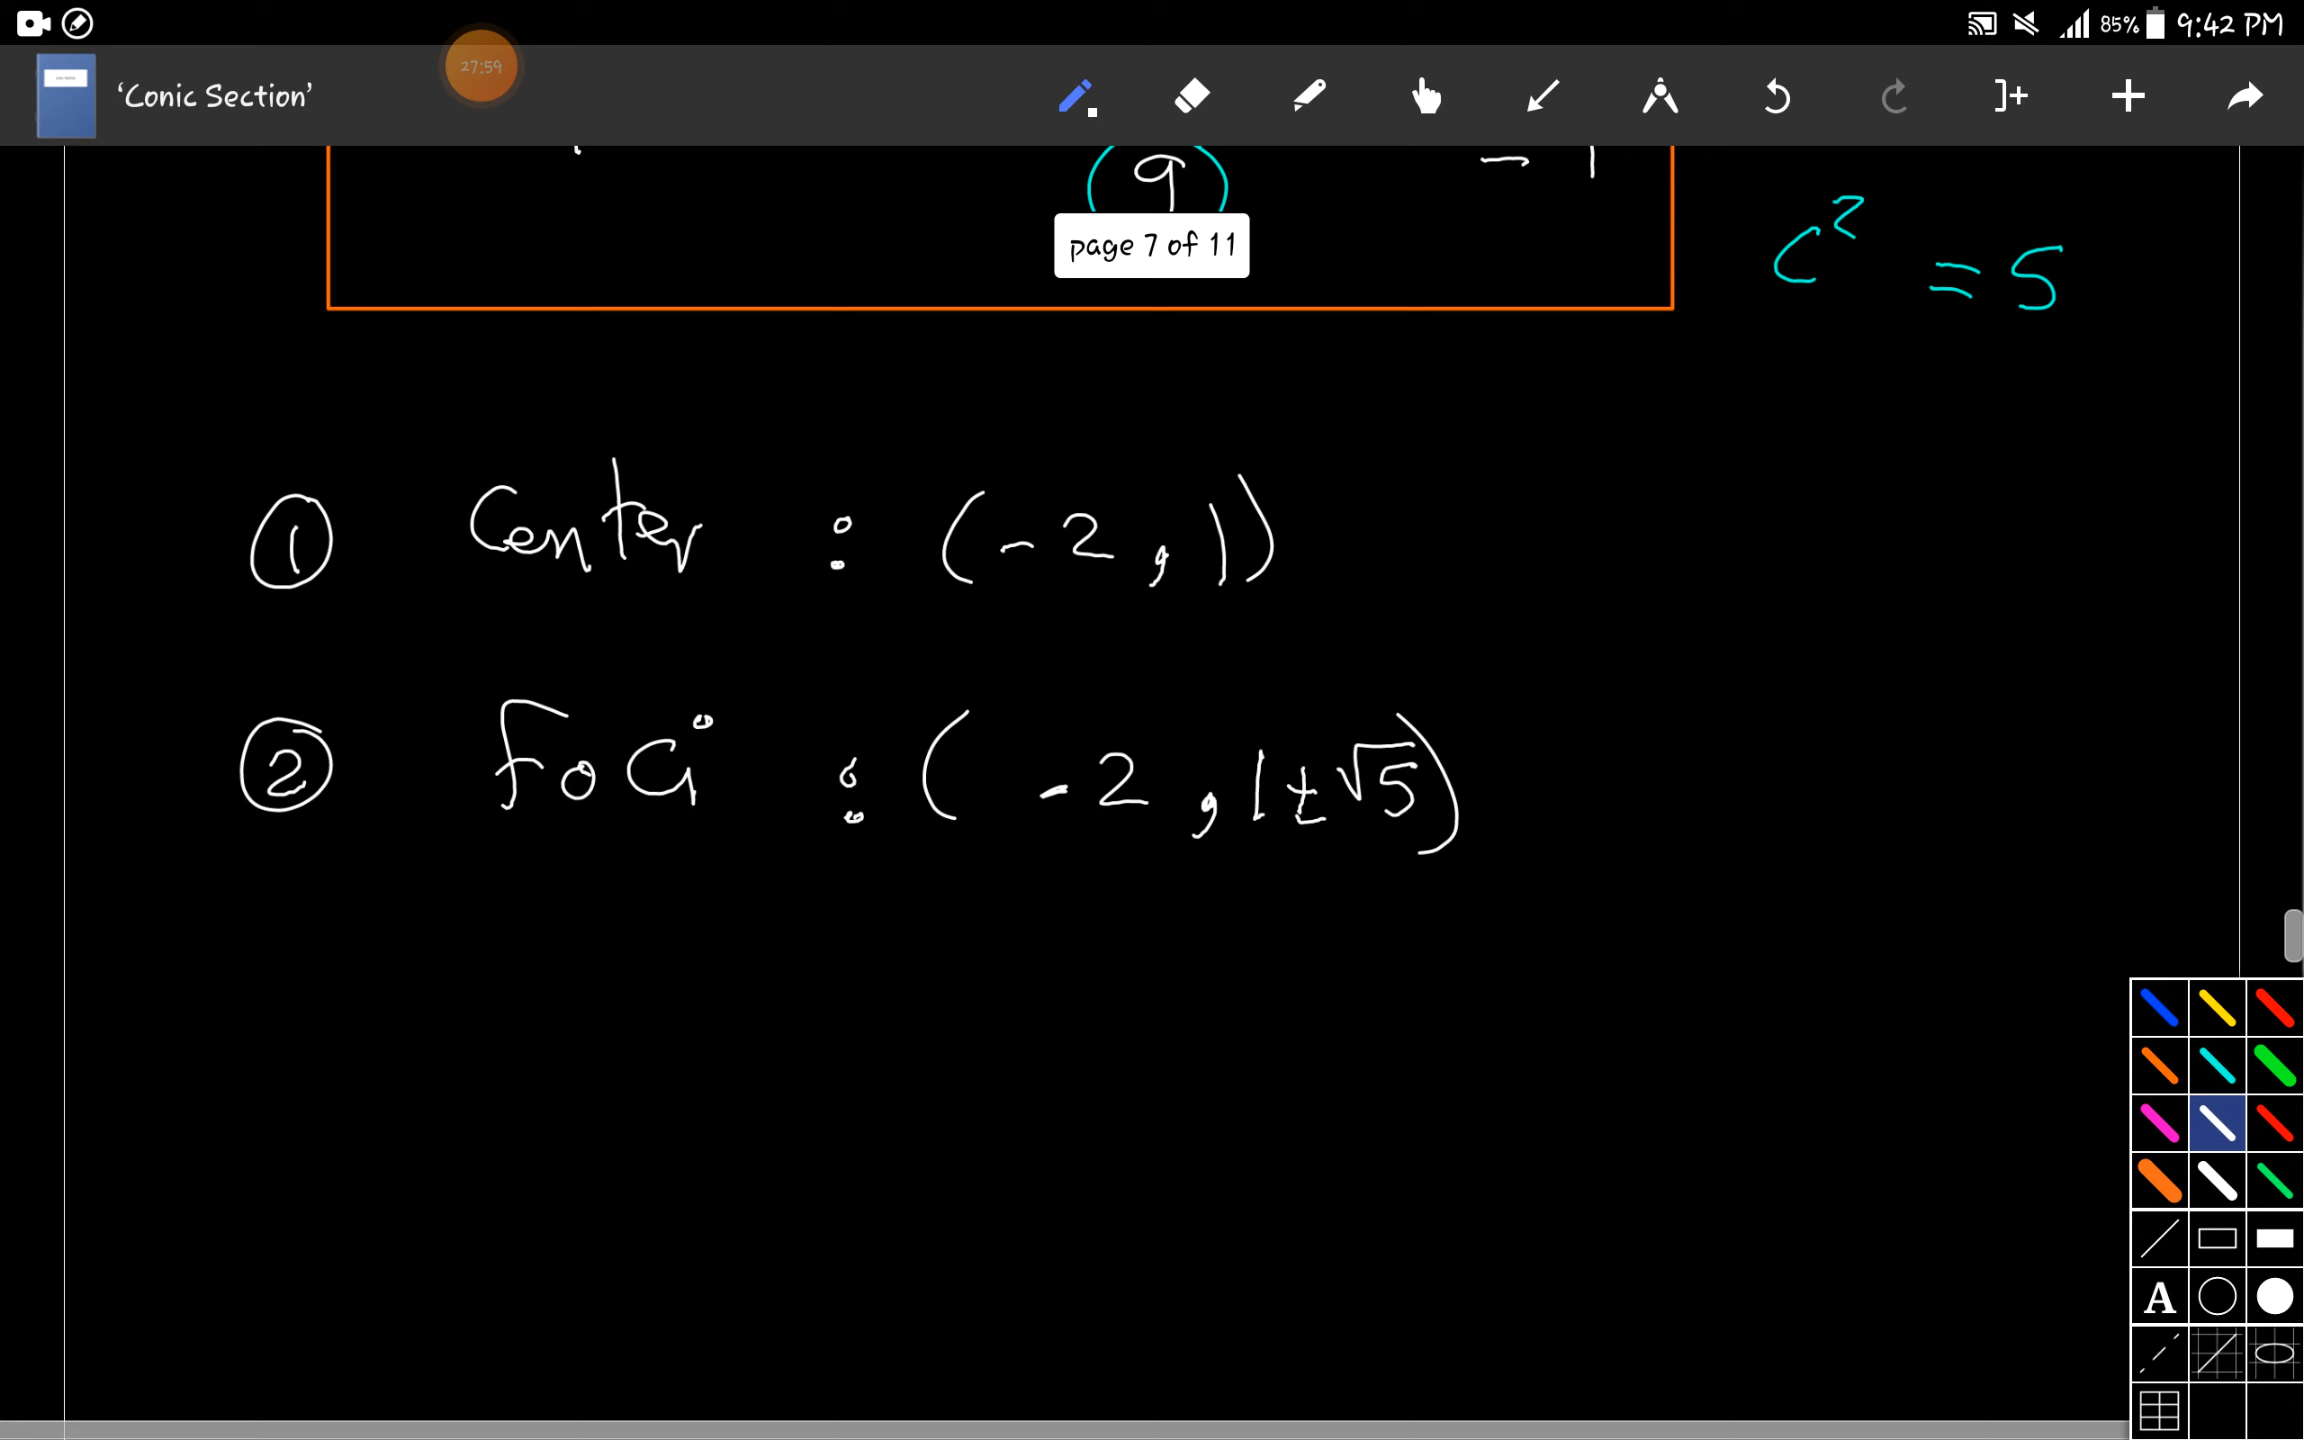 85% 9:42 PM
'Conic Section' 27:59
9 = 1
page 7 of 11
c² = 5
① Center : (-2, 1)
② Foci : (-2, 1±√5)
A